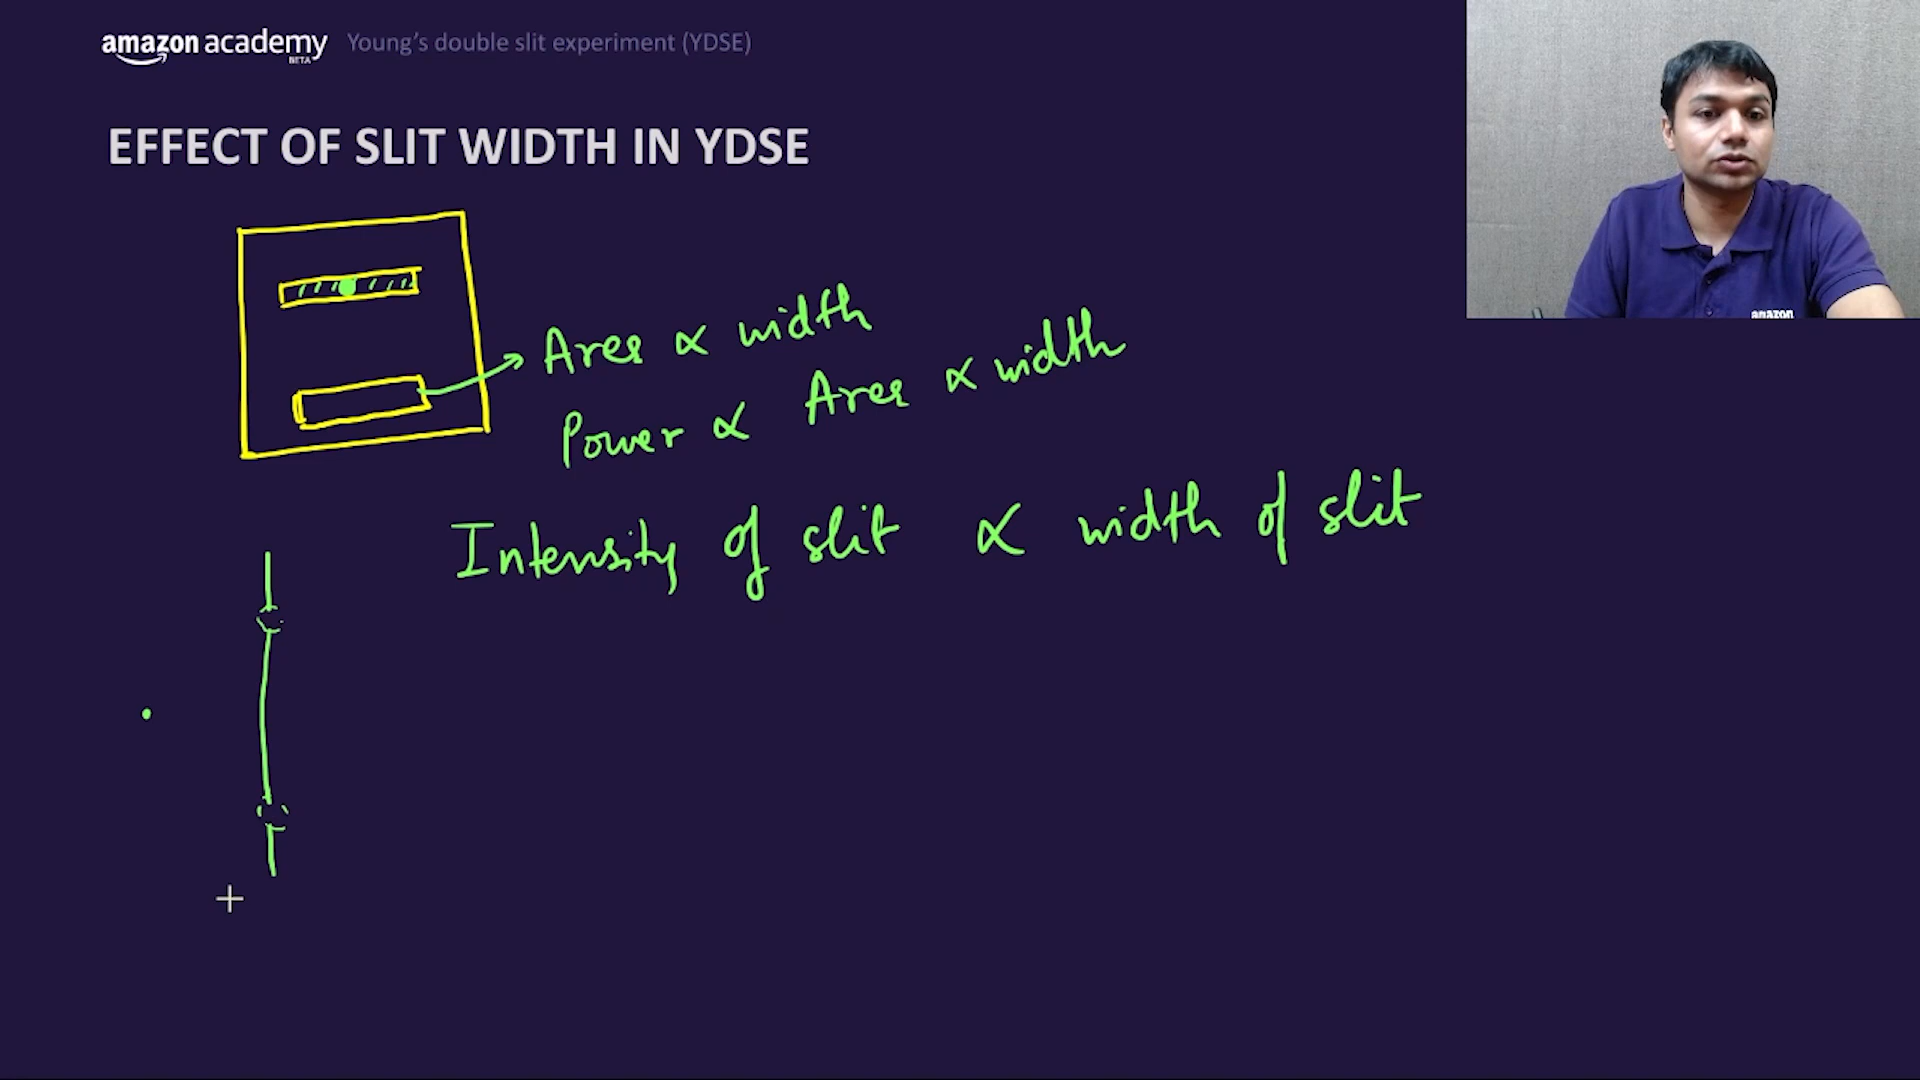 amazon academy
BETA
Young's double slit experiment (YDSE)
EFFECT OF SLIT WIDTH IN YDSE
Area ∝ width
Power ∝ Area ∝ width
Intensity of slit ∝ width of slit
amazon